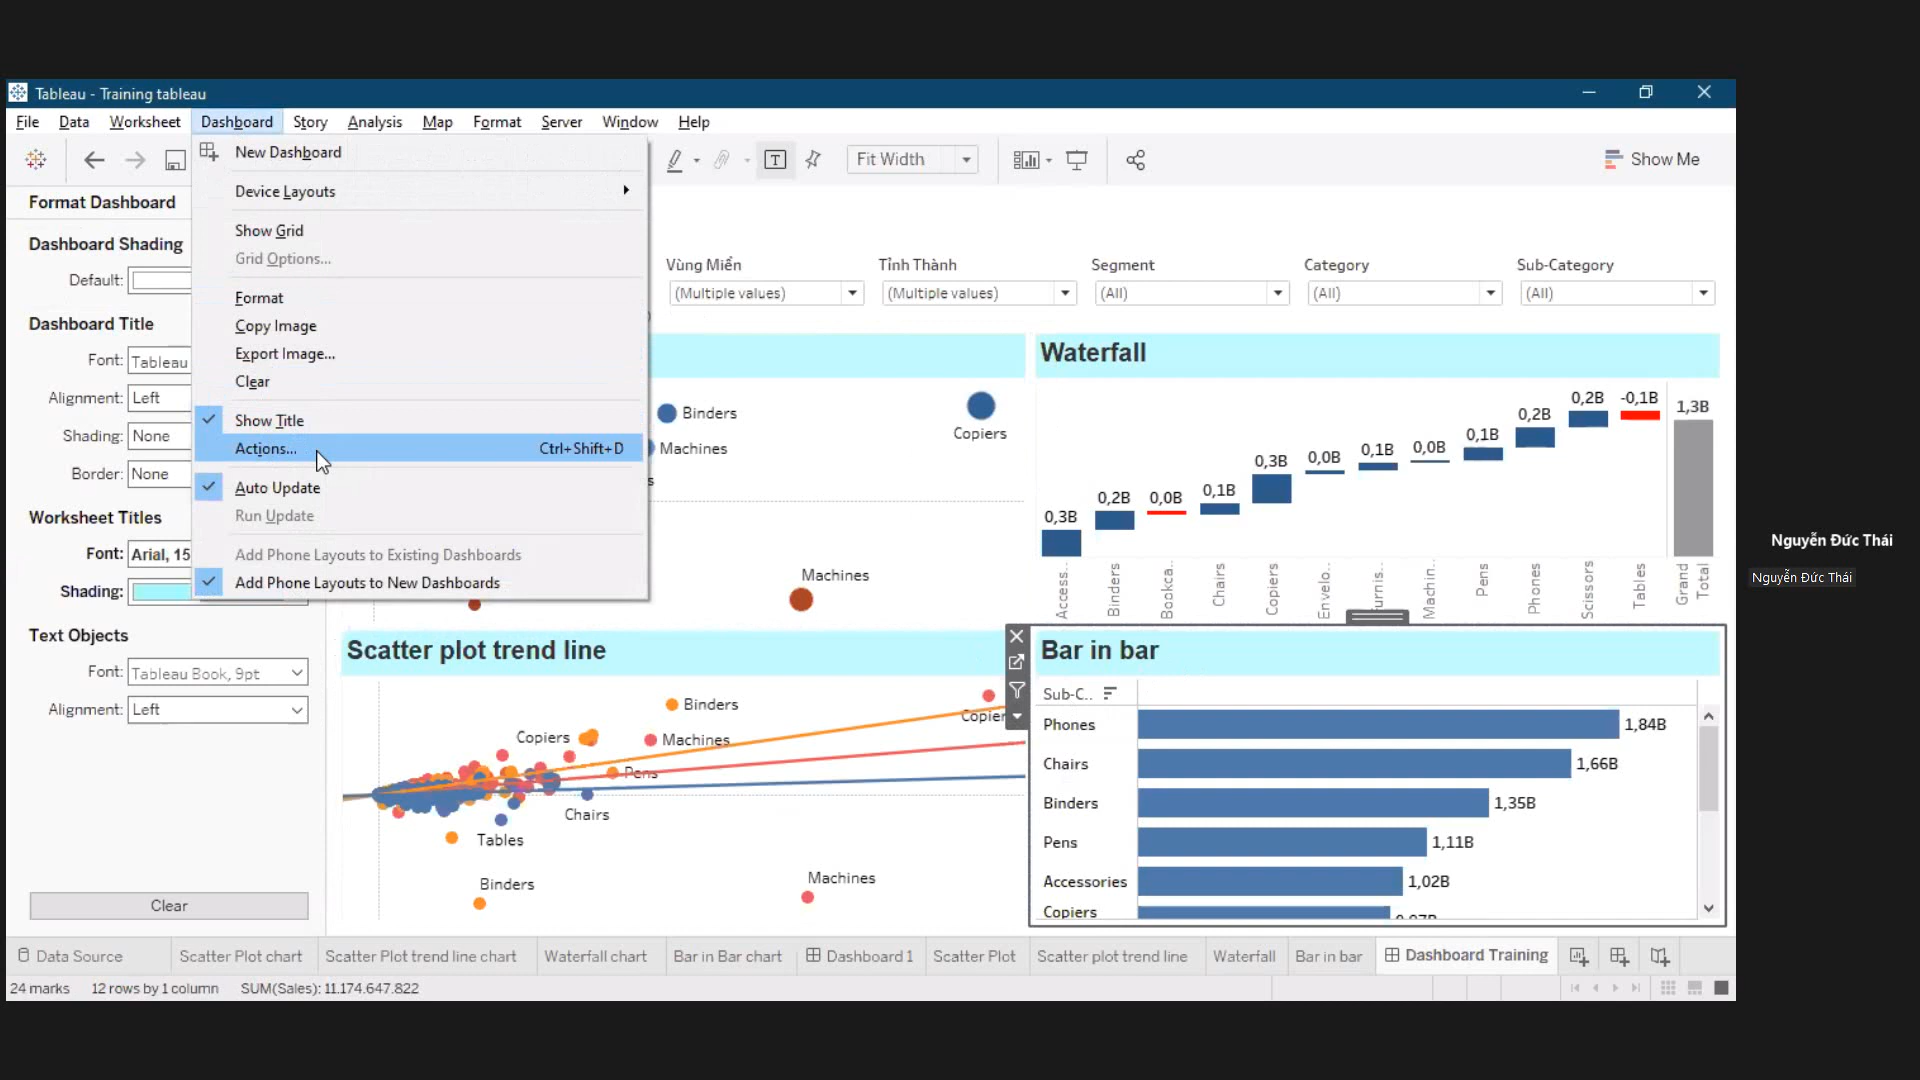 Tableau - Training tableau
File Data Worksheet Dashboard Story Analysis Map Format Server Window Help
New Dashboard
Device Layouts
Show Grid
Grid Options...
Format
Copy Image
Export Image...
Clear
Show Title
Actions... Ctrl+Shift+D
Auto Update
Run Update
Add Phone Layouts to Existing Dashboards
Add Phone Layouts to New Dashboards
T
Fit Width
Show Me
Format Dashboard
Dashboard Shading
Default:
Dashboard Title
Font: Tableau
Alignment: Left
Shading: None
Border: None
Worksheet Titles
Font: Arial, 15
Shading:
Text Objects
Font: Tableau Book, 9pt
Alignment: Left
Clear
Vùng Miền Tỉnh Thành Segment Category Sub-Category
(Multiple values) (Multiple values) (All) (All) (All)
Binders
Copiers
Machines
Machines
Waterfall
0,3B 0,2B 0,0B 0,1B 0,3B 0,0B 0,1B 0,0B 0,1B 0,2B 0,2B -0,1B 1,3B
Access.. Binders Bookca.. Chairs Copiers Envelo.. Machin.. Pens Phones Scissors Tables Grand Total
Scatter plot trend line
Binders
Copiers
Machines
Pens
Chairs
Tables
Binders
Machines
Bar in bar
Sub-C..
Phones 1,84B
Chairs 1,66B
Binders 1,35B
Pens 1,11B
Accessories 1,02B
Copiers
Data Source Scatter Plot chart Scatter Plot trend line chart Waterfall chart Bar in Bar chart Dashboard 1 Scatter Plot Scatter plot trend line Waterfall Bar in bar Dashboard Training
24 marks 12 rows by 1 column SUM(Sales): 11.174.647.822
Nguyễn Đức Thái
Nguyễn Đức Thái